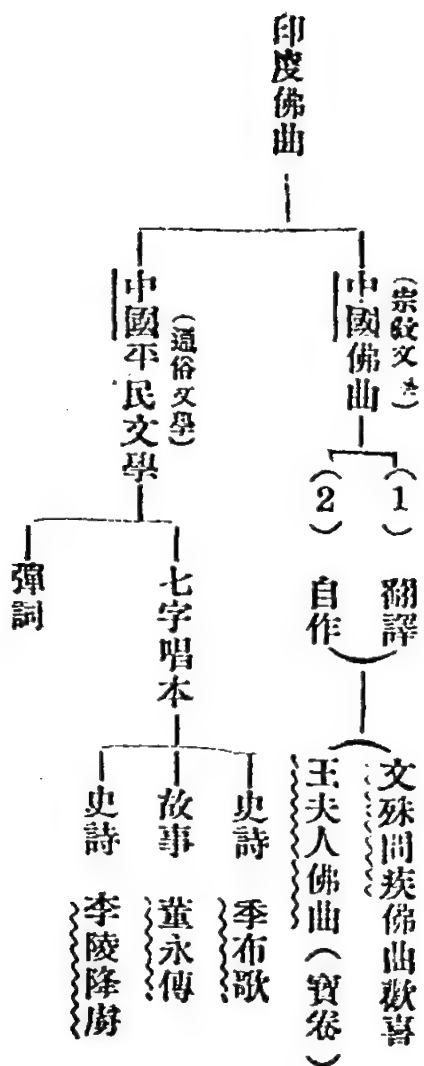 印度佛曲
(宗教文學)
中國佛曲
(1) 翻譯
(2) 自作
文殊問疾佛曲歡喜
王夫人佛曲(寶卷)
(通俗文學)
中國平民文學
七字唱本
史詩 季布歌
故事 董永傳
史詩 李陵降虜
彈詞